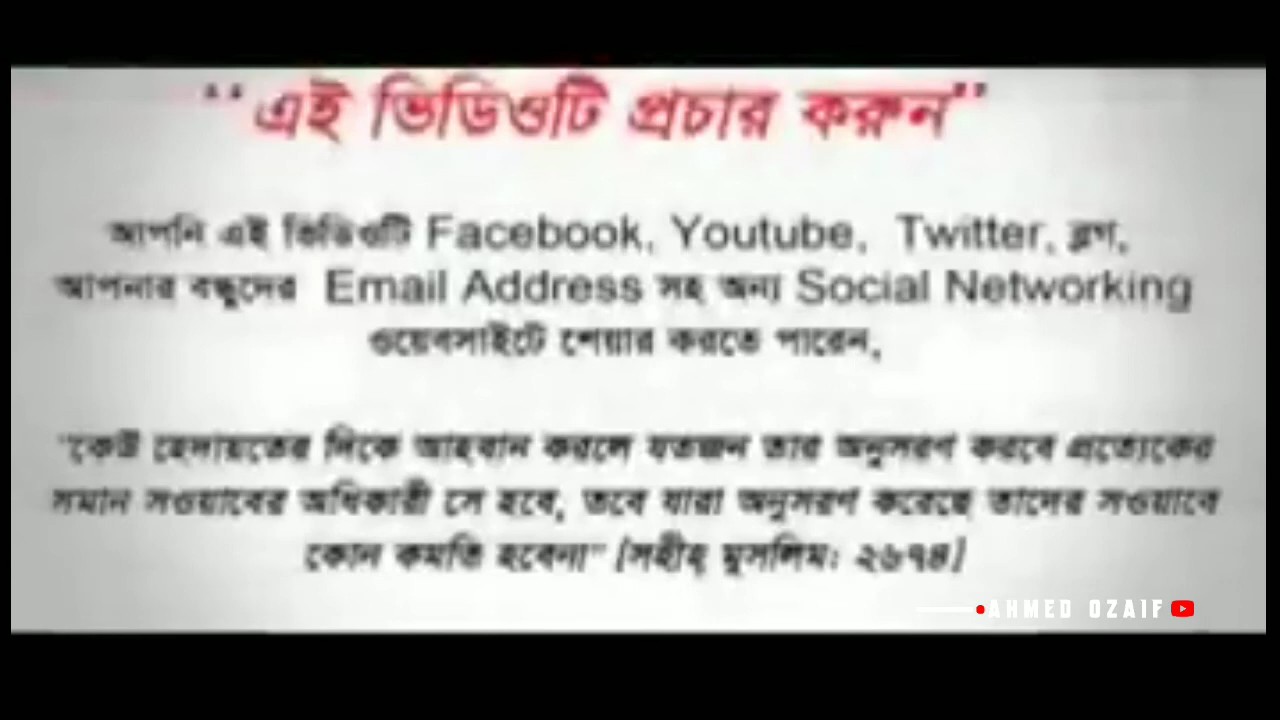 “এই ভিডিওটি প্রচার করুন”
আপনি এই ভিডিওটি Facebook, Youtube, Twitter, ব্লগ,
আপনার বন্ধুদের Email Address সহ অন্য Social Networking
ওয়েবসাইটে শেয়ার করতে পারেন,
"কেউ হেদায়তের দিকে আহবান করলে যতজন তার অনুসরণ করবে প্রত্যেকের
সমান সওয়াবের অধিকারী সে হবে, তবে যারা অনুসরণ করেছে তাদের সওয়াবে
কোন কমতি হবেনা" [সহীহ্ মুসলিম: ২৬৭৪]
AHMED OZAIF